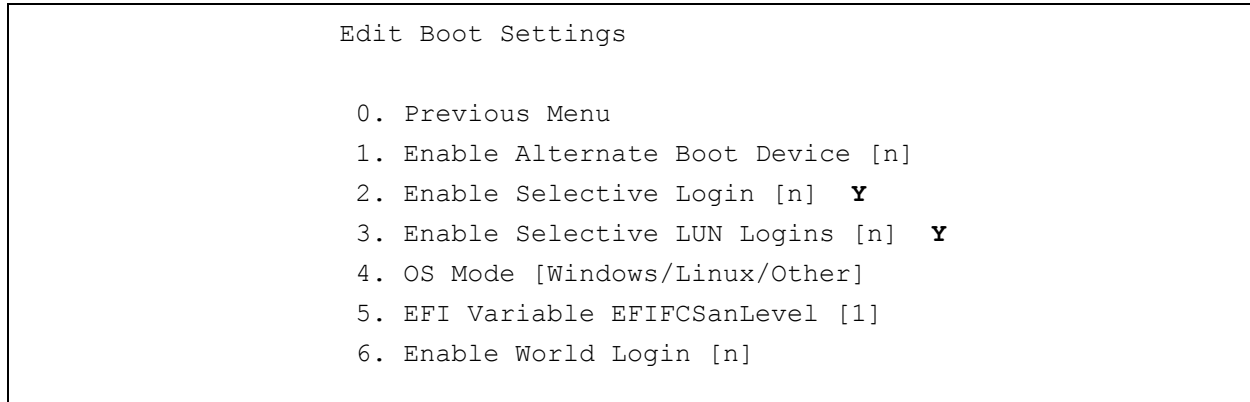 Edit Boot Settings
0. Previous Menu
1. Enable Alternate Boot Device [n]
2. Enable Selective Login [n]  Y
3. Enable Selective LUN Logins [n]  Y
4. OS Mode [Windows/Linux/Other]
5. EFI Variable EFIFCSanLevel [1]
6. Enable World Login [n]